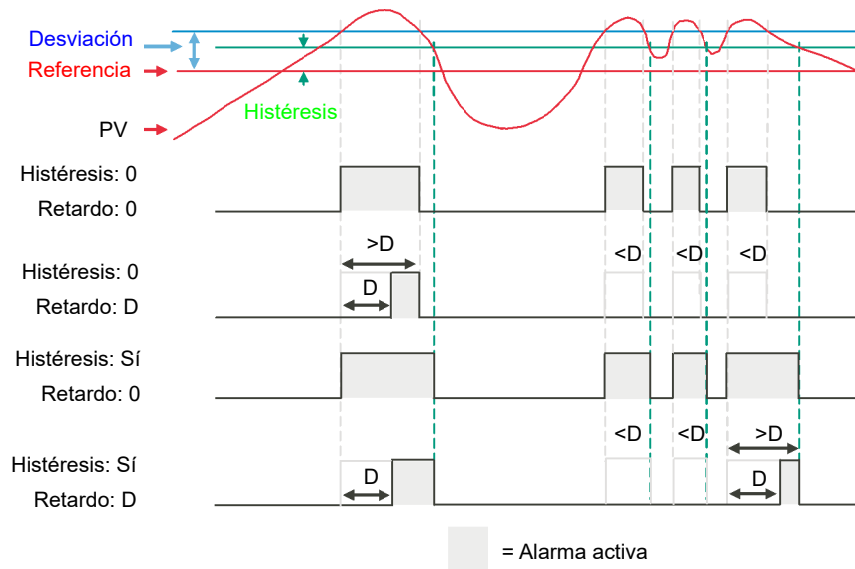 Desviación
Referencia
Histéresis
PV
Histéresis: 0
Retardo: 0
>D
<D <D <D
Histéresis: 0
D
Retardo: D
Histéresis: Sí
Retardo: 0
<D <D >D
Histéresis: Sí
D D
Retardo: D
= Alarma activa